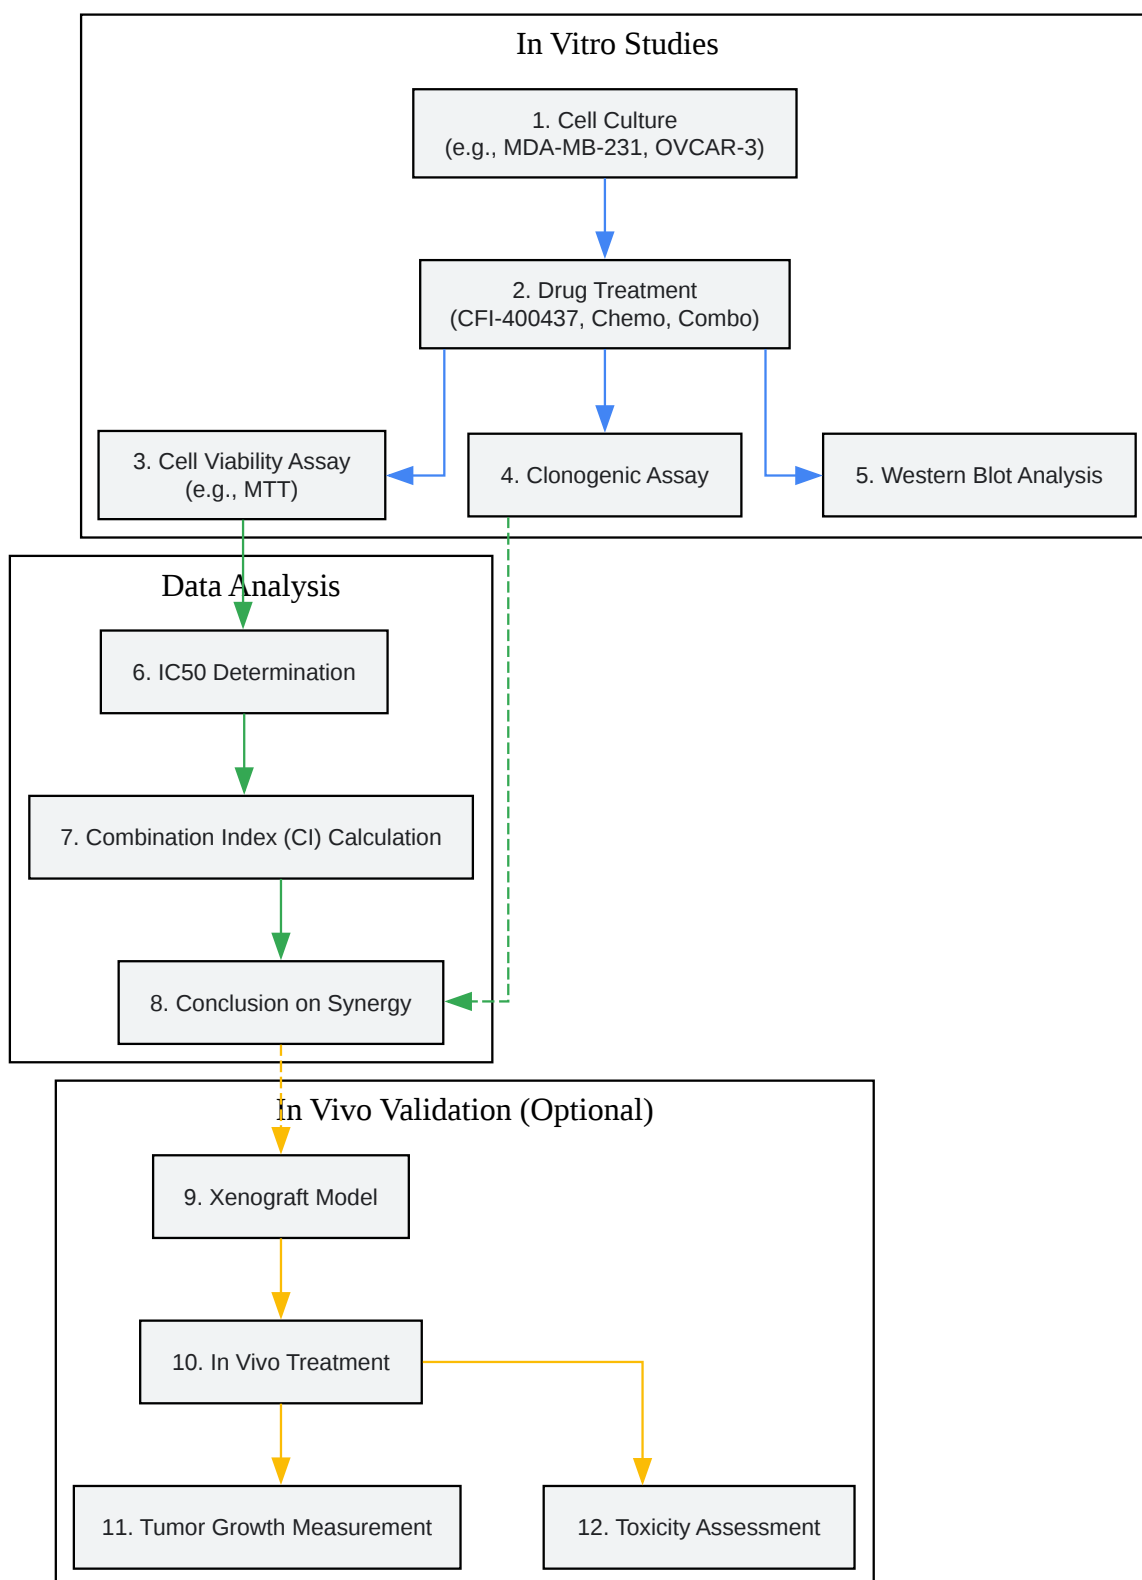 In Vitro Studies
1. Cell Culture
(e.g., MDA-MB-231, OVCAR-3)
2. Drug Treatment
(CFI-400437, Chemo, Combo)
3. Cell Viability Assay
(e.g., MTT)
4. Clonogenic Assay
5. Western Blot Analysis
Data Analysis
6. IC50 Determination
7. Combination Index (CI) Calculation
8. Conclusion on Synergy
In Vivo Validation (Optional)
9. Xenograft Model
10. In Vivo Treatment
11. Tumor Growth Measurement
12. Toxicity Assessment